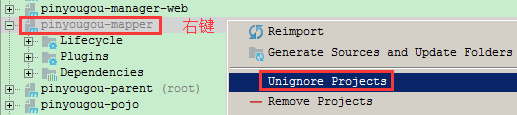 pinyougou-manager-web
pinyougou-mapper 右键
Lifecycle
Plugins
Dependencies
pinyougou-parent (root)
pinyougou-pojo
Reimport
Generate Sources and Update Folders
Unignore Projects
Remove Projects